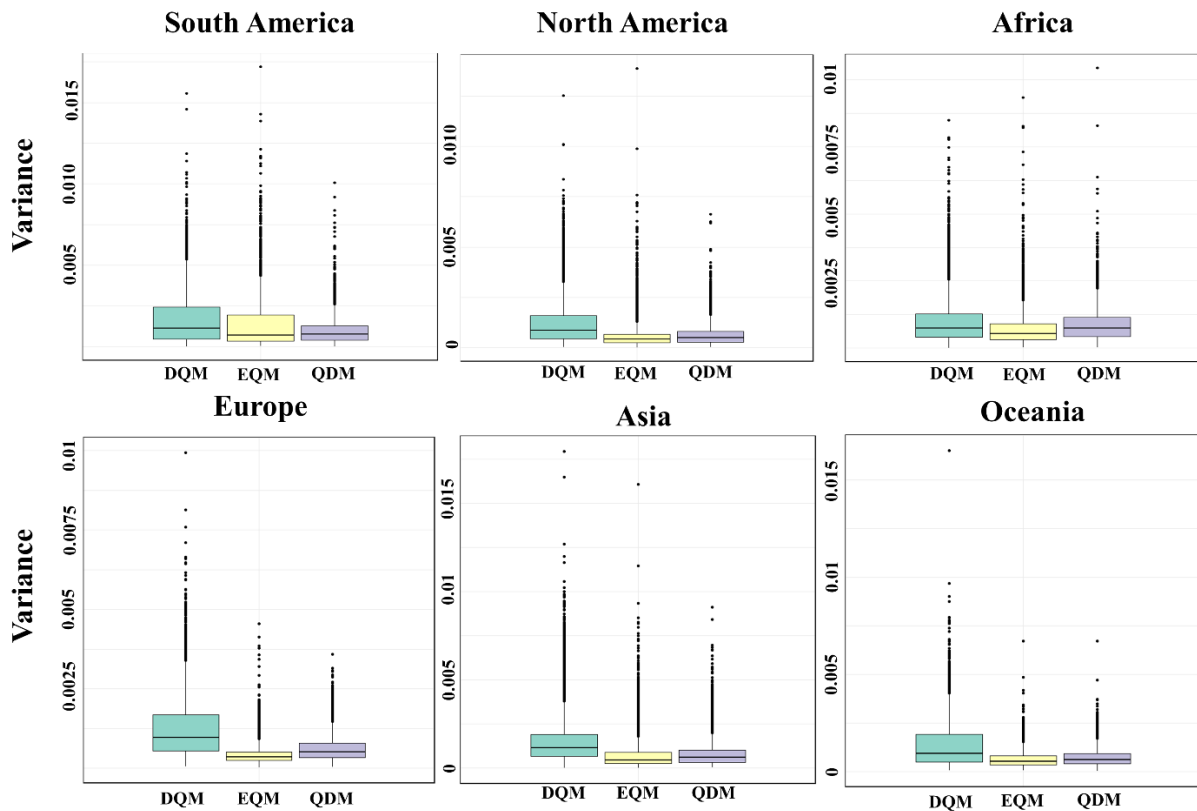 South America
North America
Africa
Variance
0.015
0.010
0.005
0.010
0.005
0
0.01
0.0075
0.005
0.0025
DQM EQM QDM
DQM EQM QDM
DQM EQM QDM
Europe
Asia
Oceania
Variance
0.01
0.0075
0.005
0.0025
0.015
0.01
0.005
0
0.015
0.01
0.005
0
DQM EQM QDM
DQM EQM QDM
DQM EQM QDM